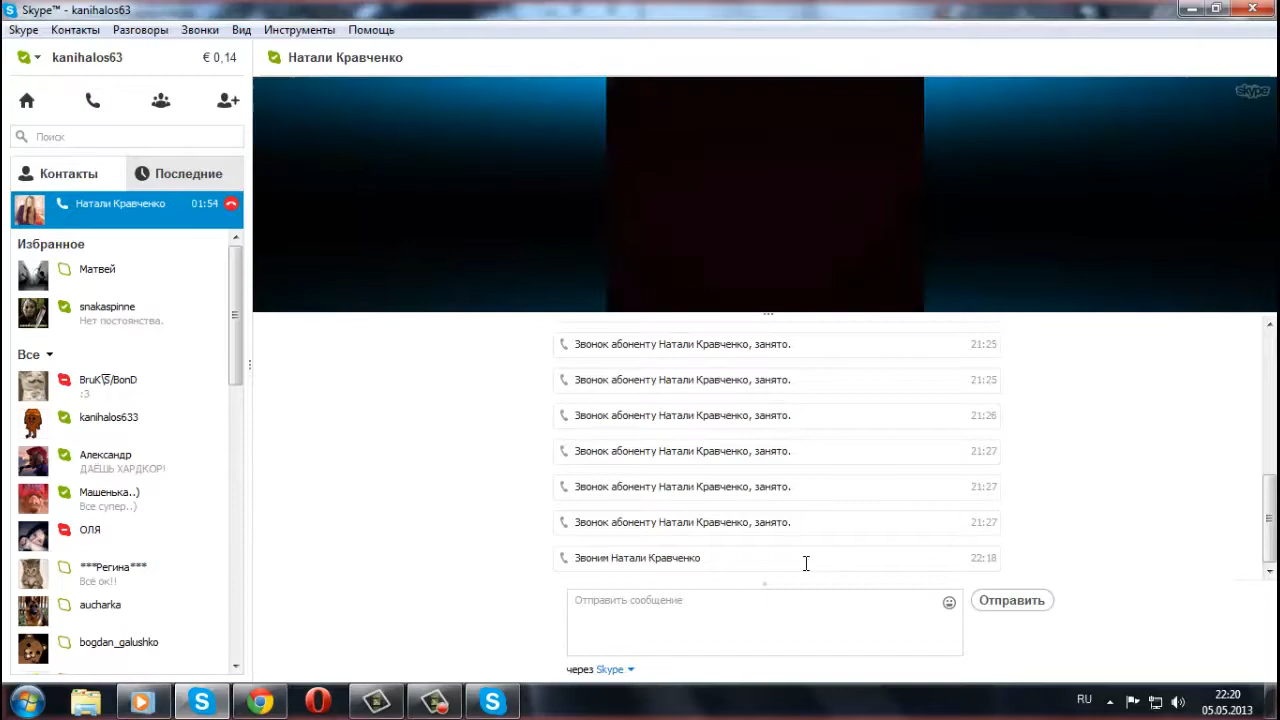 Skype™ - kanihalos63
Skype Контакты Разговоры Звонки Вид Инструменты Помощь
kanihalos63 € 0,14
Натали Кравченко
skype
Поиск
Контакты Последние
Натали Кравченко 01:54
Избранное
Матвей
snakaspinne
Нет постоянства.
Все
BruK\S/BonD
:3
kanihalos633
Александр
ДАЁШЬ ХАРДКОР!
Машенька..)
Все супер..)
ОЛЯ
***Регина***
Всё ок!!
aucharka
bogdan_galushko
Звонок абоненту Натали Кравченко, занято. 21:25
Звонок абоненту Натали Кравченко, занято. 21:25
Звонок абоненту Натали Кравченко, занято. 21:26
Звонок абоненту Натали Кравченко, занято. 21:27
Звонок абоненту Натали Кравченко, занято. 21:27
Звонок абоненту Натали Кравченко, занято. 21:27
Звоним Натали Кравченко 22:18
Отправить сообщение
Отправить
через Skype
RU
22:20
05.05.2013